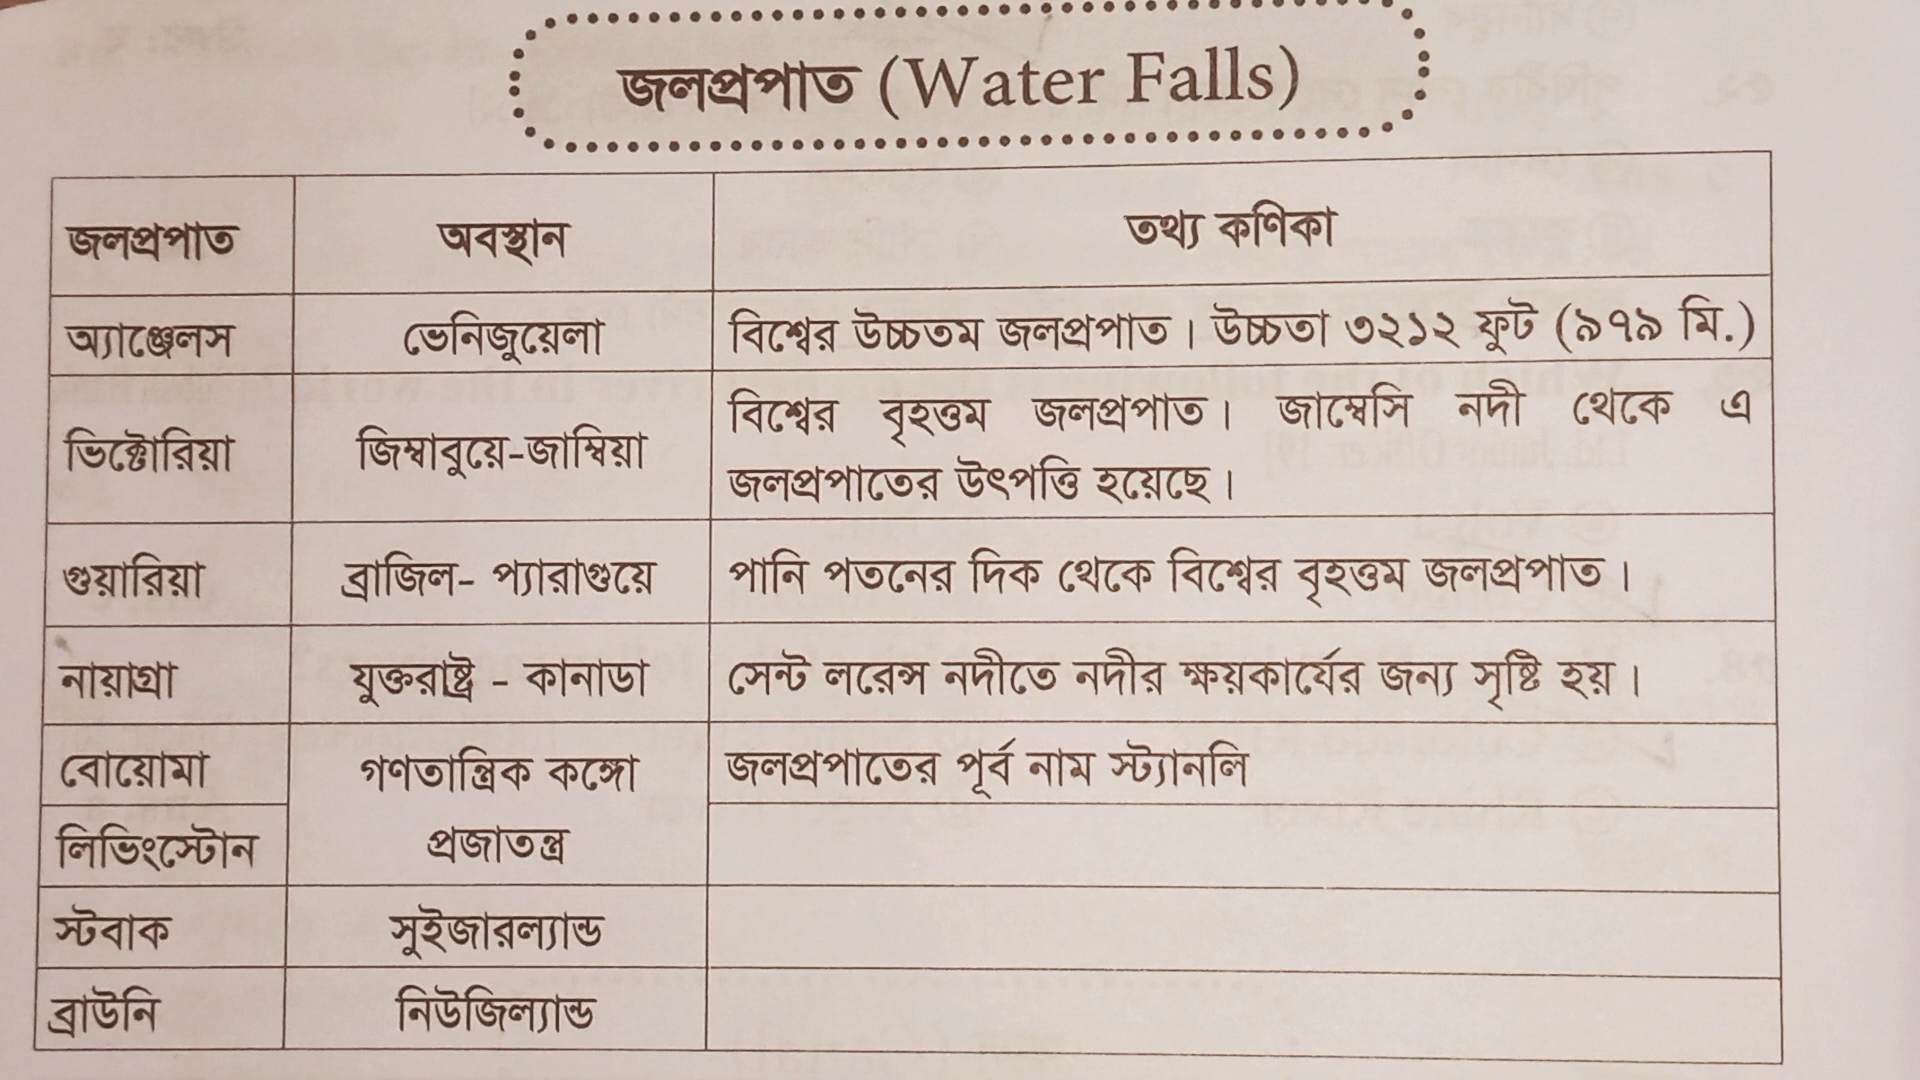 জলপ্রপাত (Water Falls)
জলপ্রপাত অবস্থান তথ্য কণিকা
অ্যাঞ্জেলস ভেনিজুয়েলা বিশ্বের উচ্চতম জলপ্রপাত। উচ্চতা ৩২১২ ফুট (৯৭৯ মি.)
ভিক্টোরিয়া জিম্বাবুয়ে-জাম্বিয়া বিশ্বের বৃহত্তম জলপ্রপাত। জাম্বেসি নদী থেকে এ
জলপ্রপাতের উৎপত্তি হয়েছে।
গুয়ারিয়া ব্রাজিল- প্যারাগুয়ে পানি পতনের দিক থেকে বিশ্বের বৃহত্তম জলপ্রপাত।
নায়াগ্রা যুক্তরাষ্ট্র - কানাডা সেন্ট লরেন্স নদীতে নদীর ক্ষয়কার্যের জন্য সৃষ্টি হয়।
বোয়োমা গণতান্ত্রিক কঙ্গো জলপ্রপাতের পূর্ব নাম স্ট্যানলি
লিভিংস্টোন প্রজাতন্ত্র
স্টবাক সুইজারল্যান্ড
ব্রাউনি নিউজিল্যান্ড